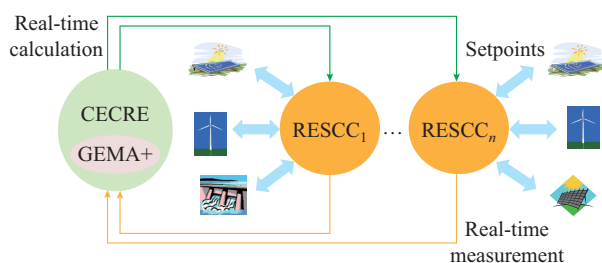 Real-time
calculation
Setpoints
CECRE
GEMA+
RESCC₁
...
RESCCₙ
Real-time
measurement